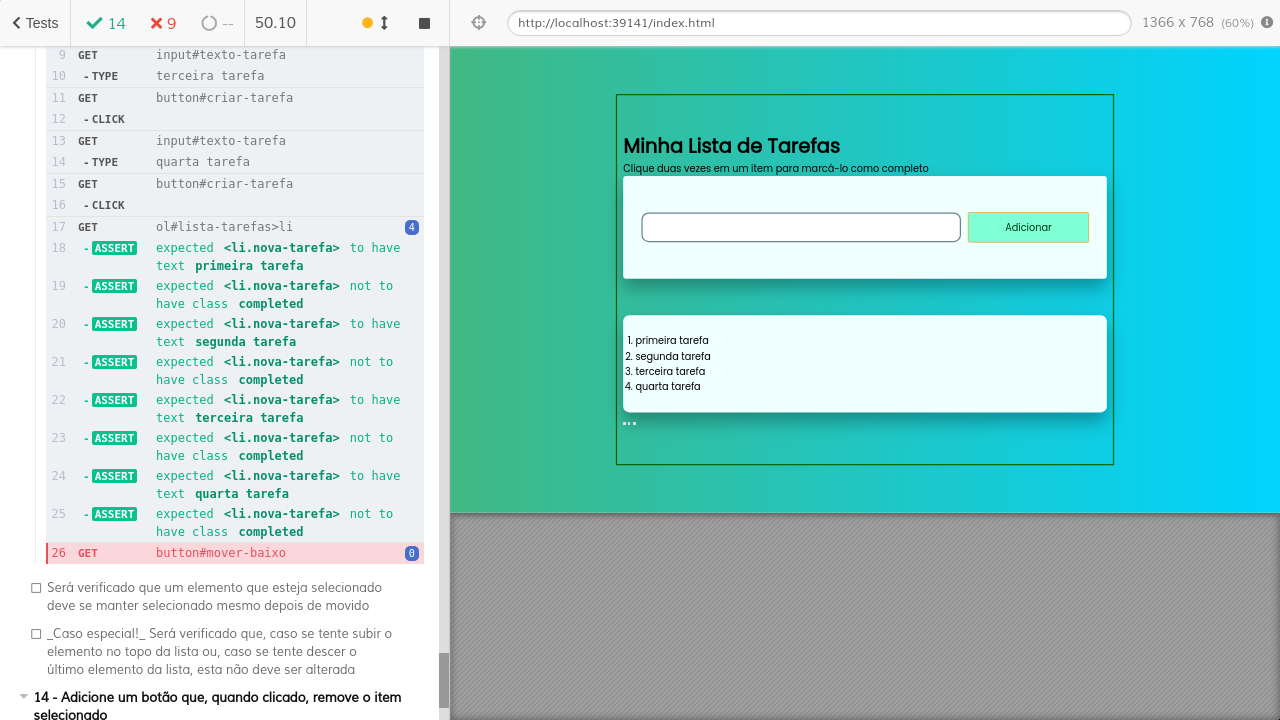 Tests
14
9
--
50.10
http://localhost:39141/index.html
1366 x 768 (60%)
9 GET input#texto-tarefa
10 -TYPE terceira tarefa
11 GET button#criar-tarefa
12 -CLICK
13 GET input#texto-tarefa
14 -TYPE quarta tarefa
15 GET button#criar-tarefa
16 -CLICK
17 GET ol#lista-tarefas>li 4
18 -ASSERT expected <li.nova-tarefa> to have
text primeira tarefa
19 -ASSERT expected <li.nova-tarefa> not to
have class completed
20 -ASSERT expected <li.nova-tarefa> to have
text segunda tarefa
21 -ASSERT expected <li.nova-tarefa> not to
have class completed
22 -ASSERT expected <li.nova-tarefa> to have
text terceira tarefa
23 -ASSERT expected <li.nova-tarefa> not to
have class completed
24 -ASSERT expected <li.nova-tarefa> to have
text quarta tarefa
25 -ASSERT expected <li.nova-tarefa> not to
have class completed
26 GET button#mover-baixo 0
Será verificado que um elemento que esteja selecionado
deve se manter selecionado mesmo depois de movido
_Caso especial!_ Será verificado que, caso se tente subir o
elemento no topo da lista ou, caso se tente descer o
último elemento da lista, esta não deve ser alterada
14 - Adicione um botão que, quando clicado, remove o item
selecionado
Minha Lista de Tarefas
Clique duas vezes em um item para marcá-lo como completo
Adicionar
1. primeira tarefa
2. segunda tarefa
3. terceira tarefa
4. quarta tarefa